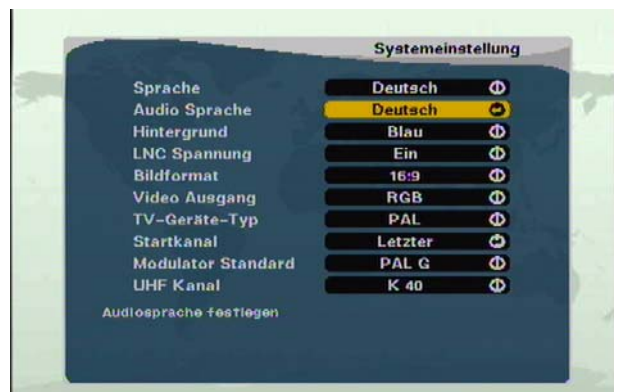 Systemeinstellung
Sprache Deutsch
Audio Sprache Deutsch
Hintergrund Blau
LNC Spannung Ein
Bildformat 16:9
Video Ausgang RGB
TV-Geräte-Typ PAL
Startkanal Letzter
Modulator Standard PAL G
UHF Kanal K 40
Audiosprache festlegen